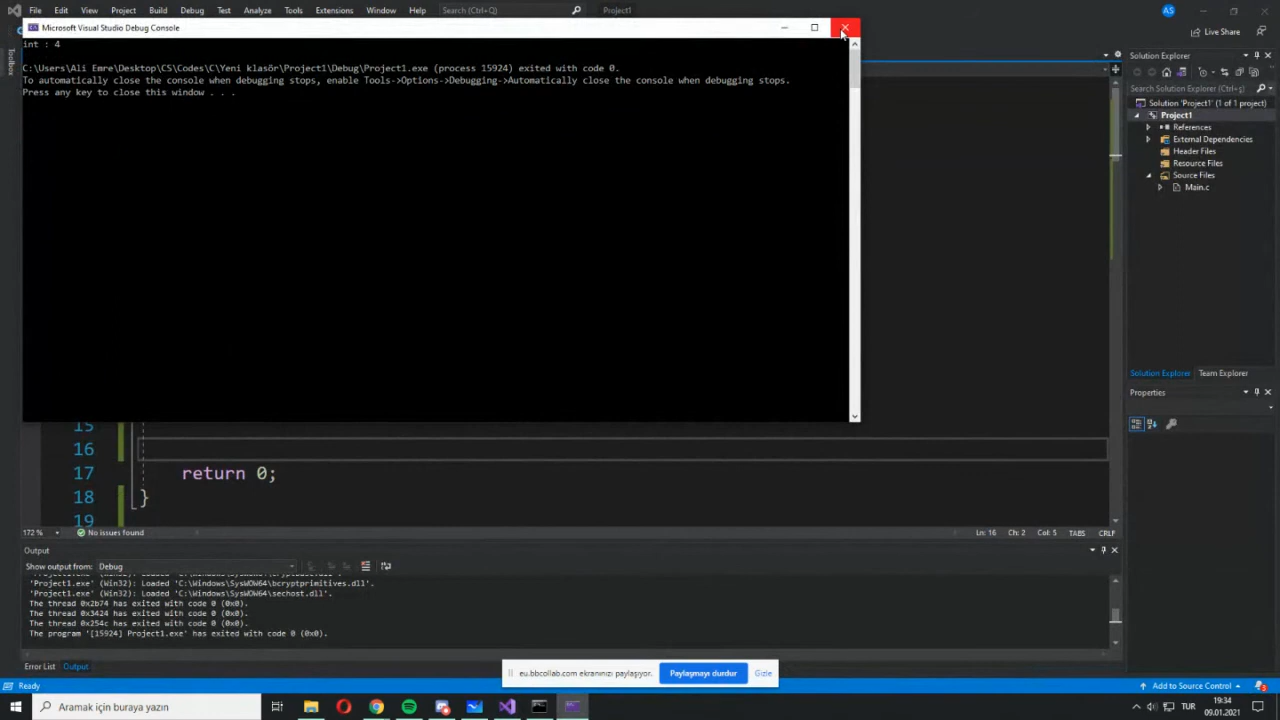 File Edit View Project Build Debug Test Analyze Tools Extensions Window Help Search (Ctrl+Q) Project1 AS
Live Share
Microsoft Visual Studio Debug Console
int : 4
C:\Users\Ali Emre\Desktop\CS\Codes\C\Yeni klasör\Project1\Debug\Project1.exe (process 15924) exited with code 0.
To automatically close the console when debugging stops, enable Tools->Options->Debugging->Automatically close the console when debugging stops.
Press any key to close this window . . .
Toolbox
Solution Explorer
Search Solution Explorer (Ctrl+ş)
Solution 'Project1' (1 of 1 project)
Project1
References
External Dependencies
Header Files
Resource Files
Source Files
Main.c
Solution Explorer Team Explorer
Properties
15
16
17 return 0;
18 }
19
172 % No issues found Ln: 16 Ch: 2 Col: 5 TABS CRLF
Output
Show output from: Debug
'Project1.exe' (Win32): Loaded 'C:\Windows\SysWOW64\bcryptprimitives.dll'.
'Project1.exe' (Win32): Loaded 'C:\Windows\SysWOW64\sechost.dll'.
The thread 0x2b74 has exited with code 0 (0x0).
The thread 0x3424 has exited with code 0 (0x0).
The thread 0x254c has exited with code 0 (0x0).
The program '[15924] Project1.exe' has exited with code 0 (0x0).
Error List Output
eu.bbcollab.com ekranınızı paylaşıyor. Paylaşmayı durdur Gizle
Ready Add to Source Control
Aramak için buraya yazın
TUR
19:34
09.01.2021